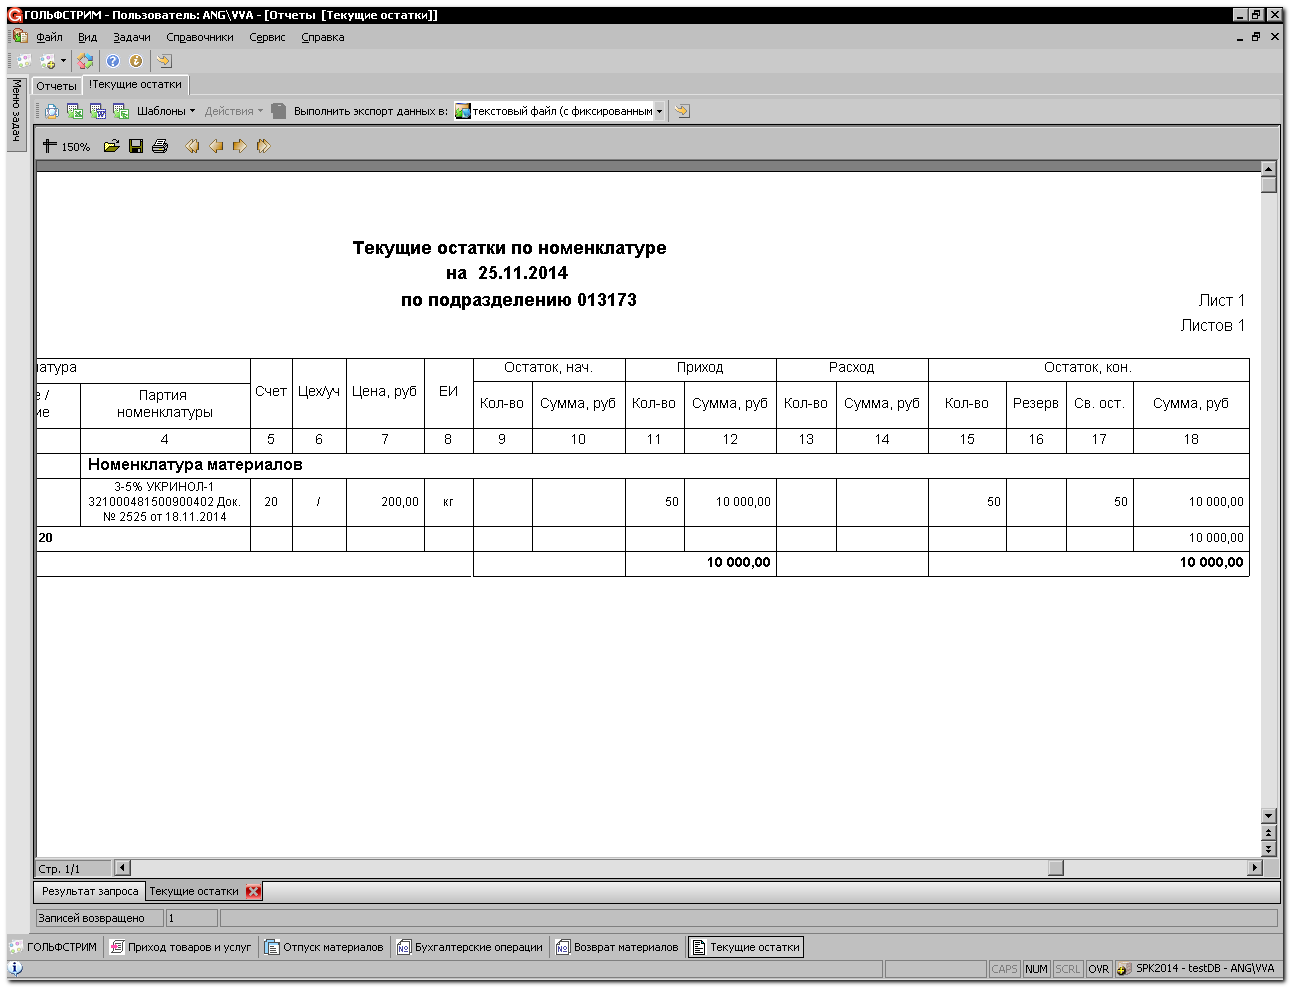 ГОЛЬФСТРИМ - Пользователь: ANG\VVA - [Отчеты  [Текущие остатки]]
Файл Вид Задачи Справочники Сервис Справка
Меню задач
Отчеты !Текущие остатки
Шаблоны Действия Выполнить экспорт данных в: текстовый файл (с фиксированным
150%
Текущие остатки по номенклатуре
на 25.11.2014
по подразделению 013173
Лист 1
Листов 1
латура Счет Цех/уч Цена, руб ЕИ Остаток, нач. Приход Расход Остаток, кон.
е / Партия номенклатуры Кол-во Сумма, руб Кол-во Сумма, руб Кол-во Сумма, руб Кол-во Резерв Св. ост. Сумма, руб
ие
4 5 6 7 8 9 10 11 12 13 14 15 16 17 18
Номенклатура материалов
3-5% УКРИНОЛ-1
321000481500900402 Док. 20 / 200,00 кг 50 10 000,00 50 50 10 000,00
№ 2525 от 18.11.2014
20 10 000,00
10 000,00 10 000,00
Стр. 1/1
Результат запроса Текущие остатки
Записей возвращено 1
ГОЛЬФСТРИМ Приход товаров и услуг Отпуск материалов Бухгалтерские операции Возврат материалов Текущие остатки
CAPS NUM SCRL OVR SPK2014 - testDB - ANG\VVA